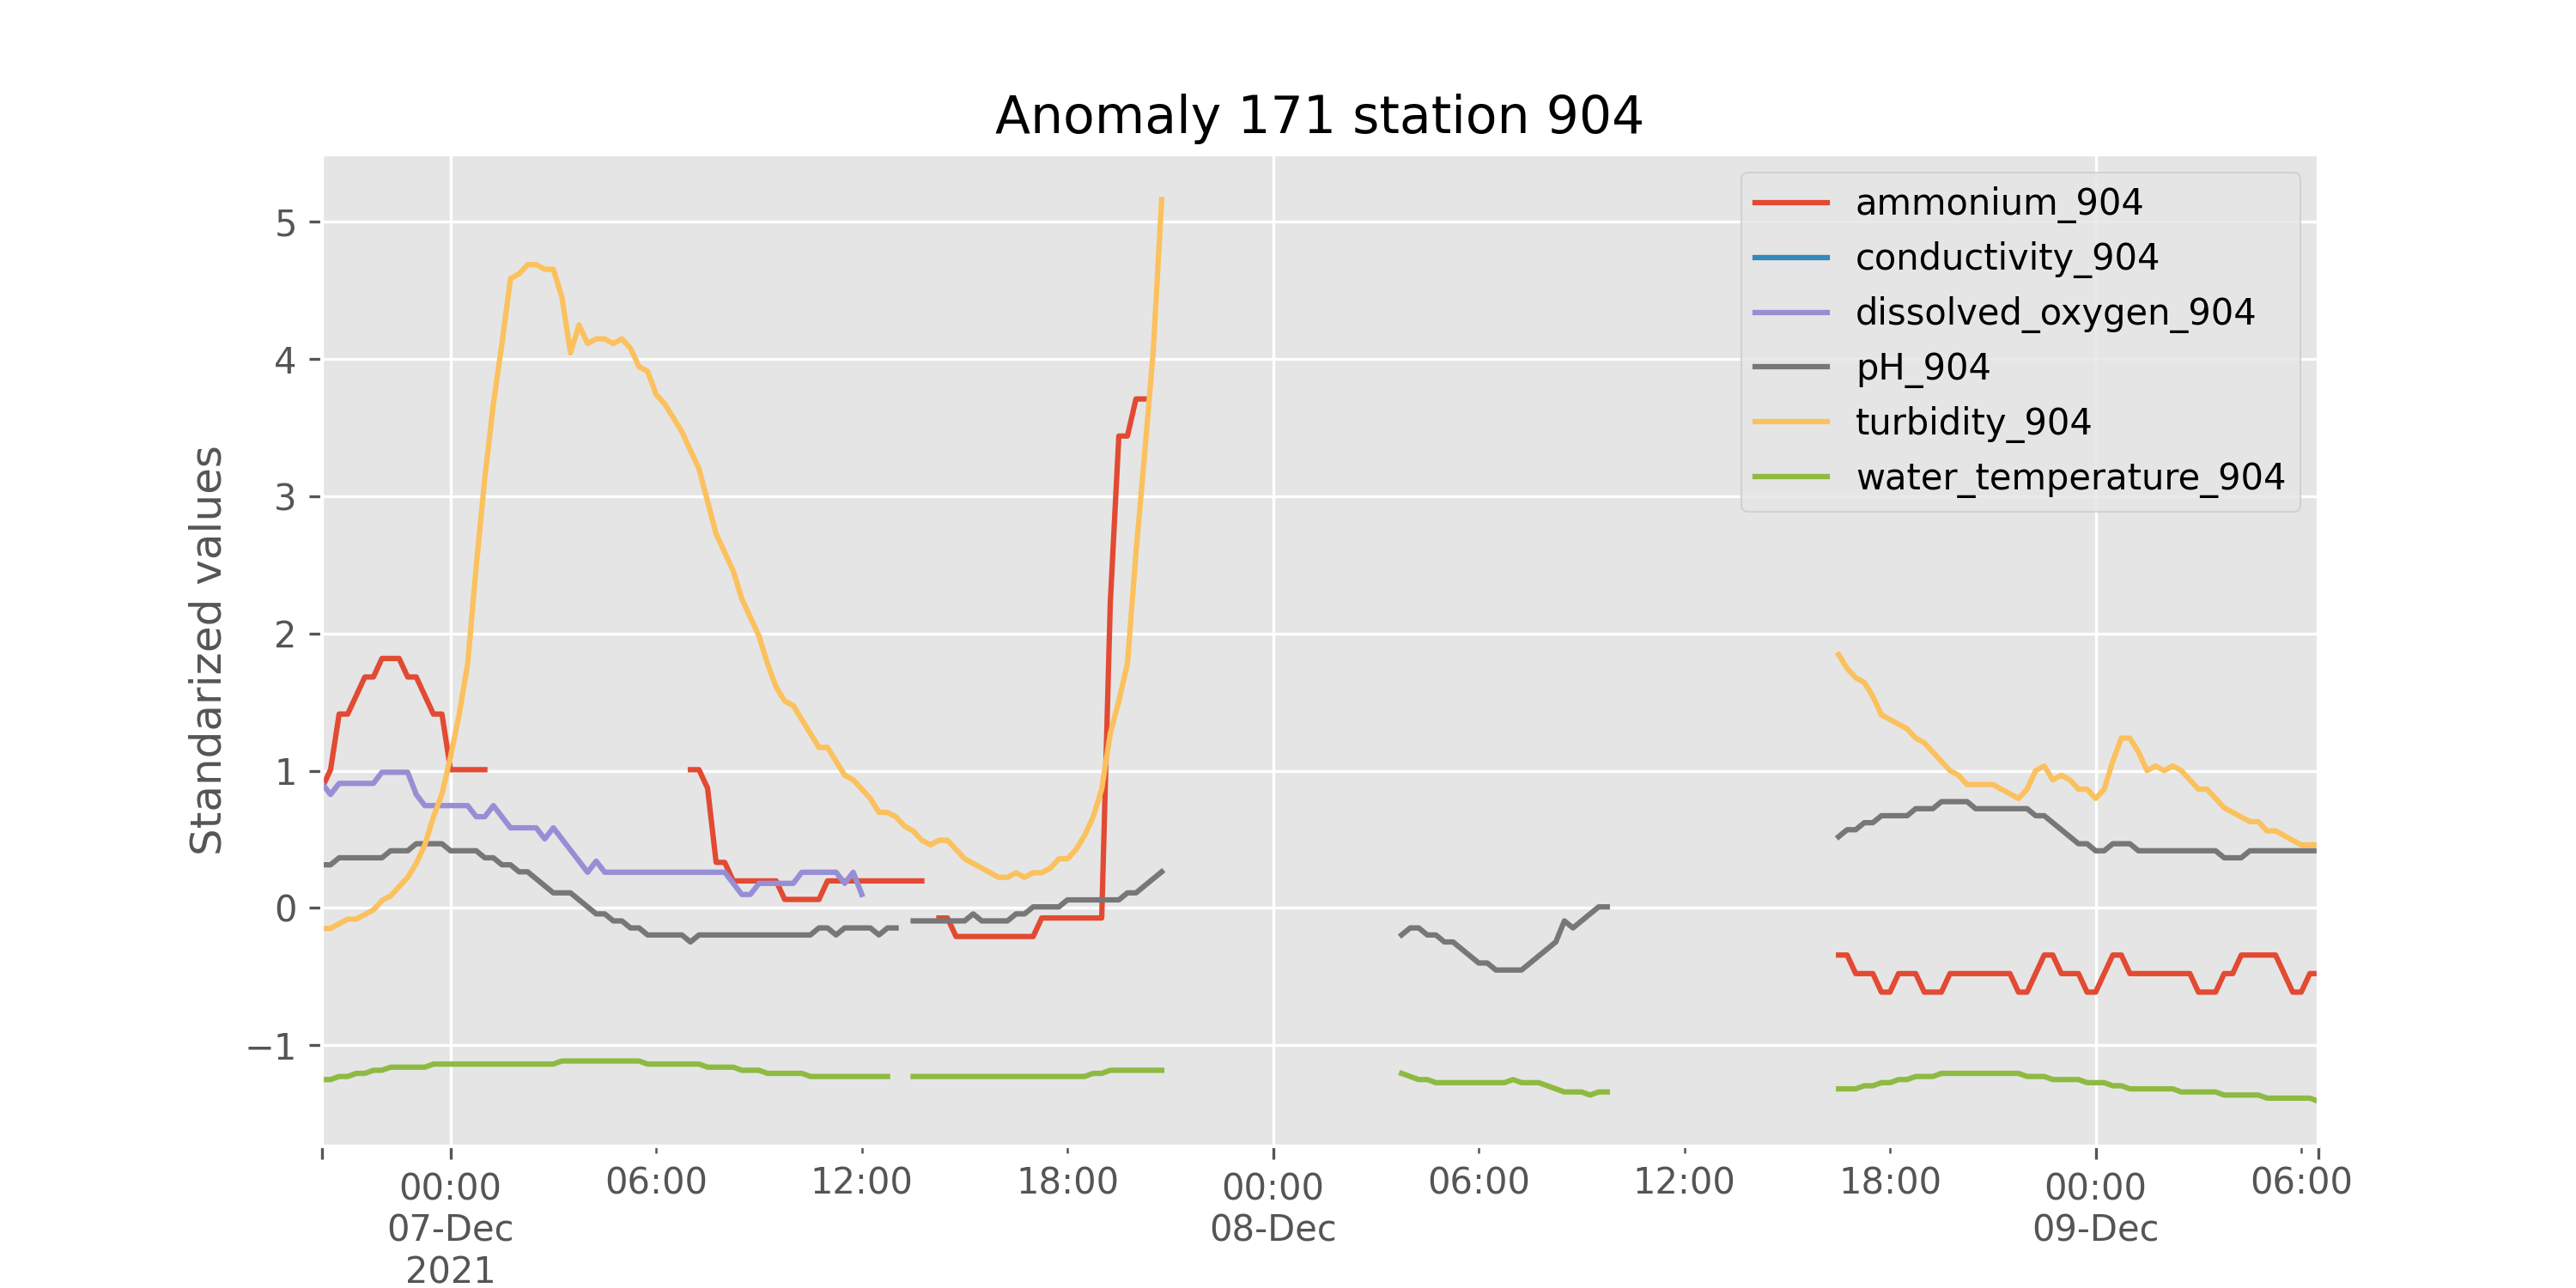 Anomaly 171 station 904
ammonium_904
conductivity_904
dissolved_oxygen_904
pH_904
turbidity_904
water_temperature_904
Standarized values
5
4
3
2
1
0
−1
00:00 06:00 12:00 18:00 00:00 06:00 12:00 18:00 00:00 06:00
07-Dec 08-Dec 09-Dec
2021